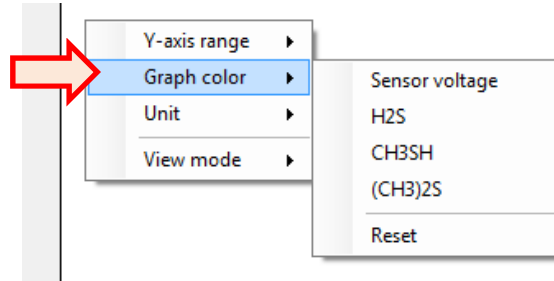 Y-axis range
Graph color
Unit
View mode
Sensor voltage
H2S
CH3SH
(CH3)2S
Reset